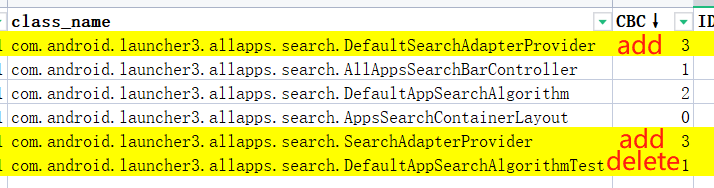 class_name CBC↓ ID
com.android.launcher3.allapps.search.DefaultSearchAdapterProvider add 3
com.android.launcher3.allapps.search.AllAppsSearchBarController 1
com.android.launcher3.allapps.search.DefaultAppSearchAlgorithm 2
com.android.launcher3.allapps.search.AppsSearchContainerLayout 0
com.android.launcher3.allapps.search.SearchAdapterProvider add 3
com.android.launcher3.allapps.search.DefaultAppSearchAlgorithmTest delete 1